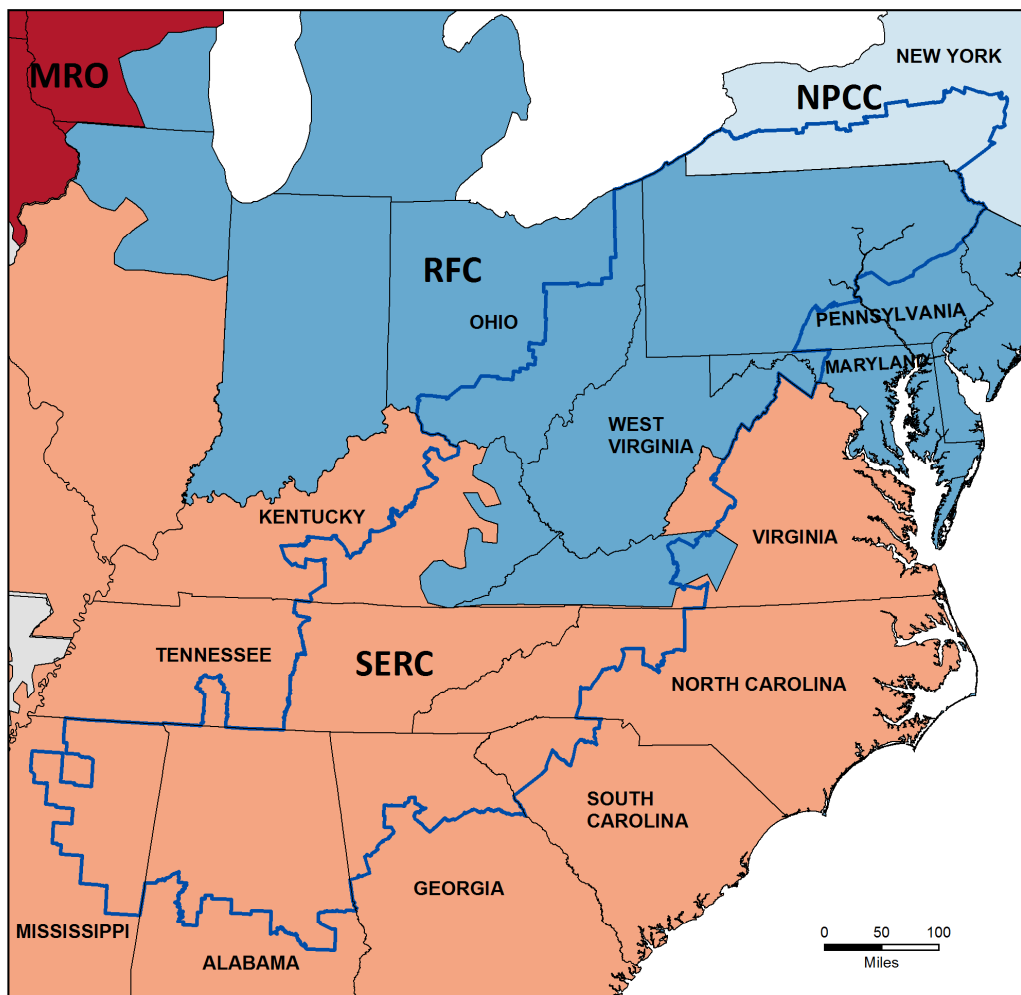 NEW YORK
MRO
NPCC
RFC
OHIO
PENNSYLVANIA
MARYLAND
WEST
VIRGINIA
KENTUCKY
VIRGINIA
TENNESSEE
SERC
NORTH CAROLINA
SOUTH
CAROLINA
GEORGIA
MISSISSIPPI
ALABAMA
0 50 100
Miles